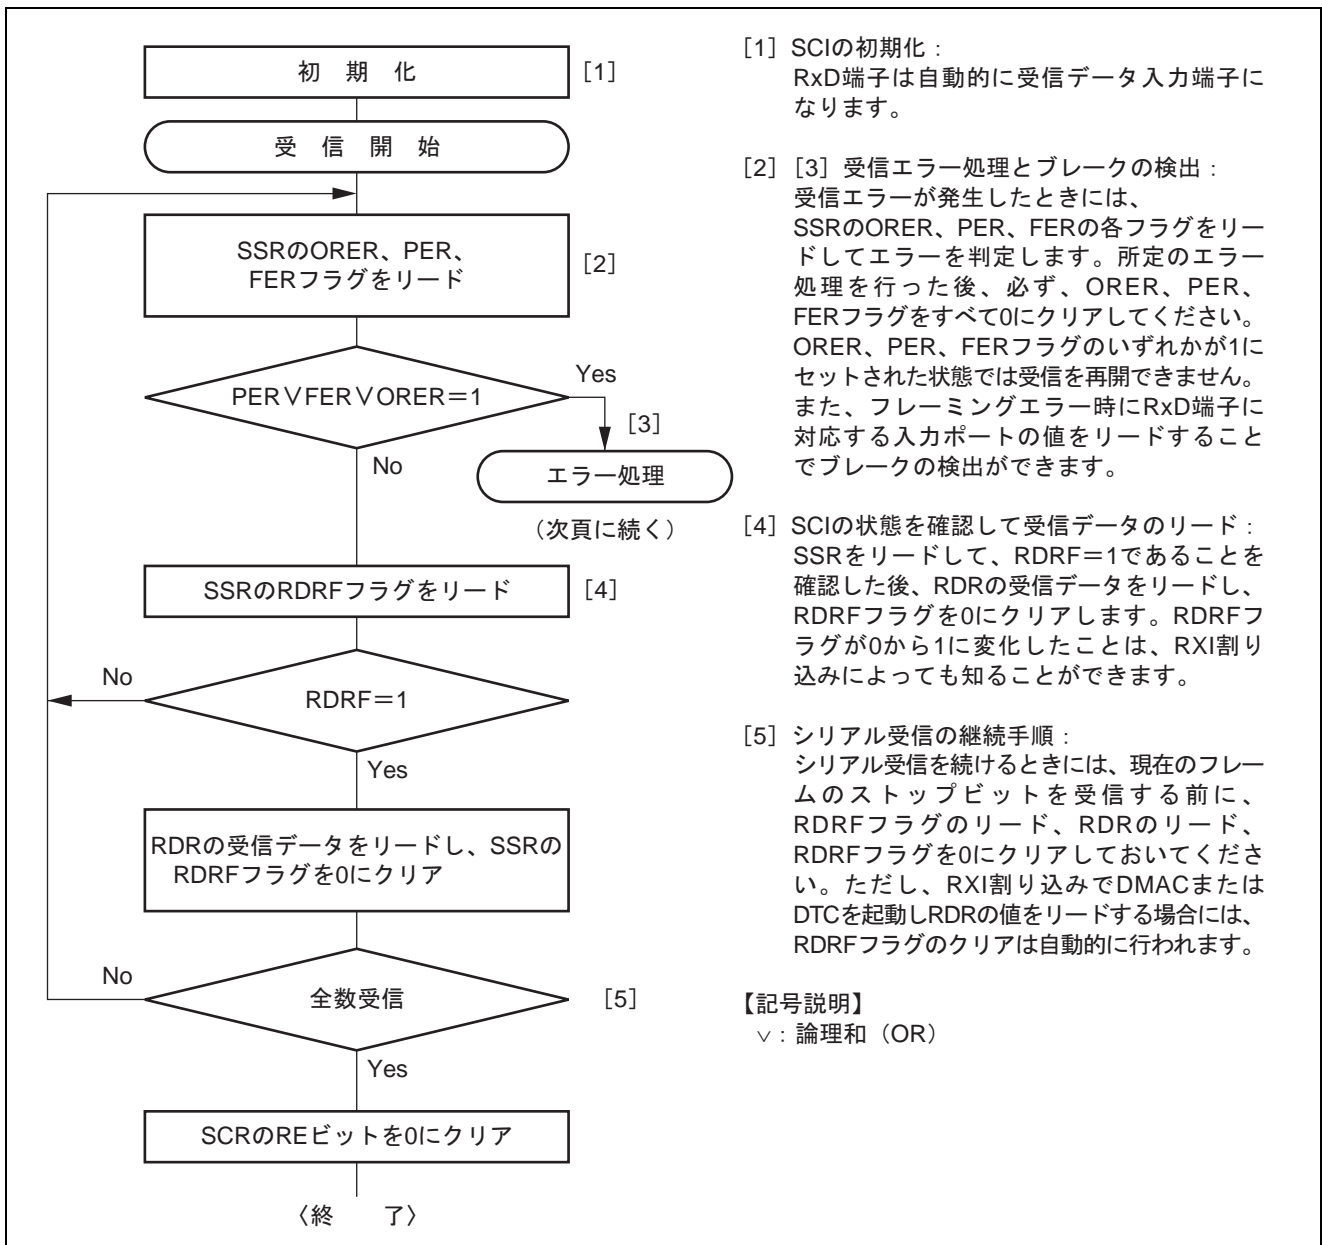 初 期 化 [1]
受 信 開 始
SSRのORER、PER、
FERフラグをリード
[2]
PER∨FER∨ORER=1
Yes
[3]
No
エラー処理
(次頁に続く)
SSRのRDRFフラグをリード [4]
No
RDRF=1
Yes
RDRの受信データをリードし、SSRの
RDRFフラグを0にクリア
No
全数受信 [5]
Yes
SCRのREビットを0にクリア
〈終 了〉
[1] SCIの初期化:
RxD端子は自動的に受信データ入力端子に
なります。
[2] [3] 受信エラー処理とブレークの検出:
受信エラーが発生したときには、
SSRのORER、PER、FERの各フラグをリー
ドしてエラーを判定します。所定のエラー
処理を行った後、必ず、ORER、PER、
FERフラグをすべて0にクリアしてください。
ORER、PER、FERフラグのいずれかが1に
セットされた状態では受信を再開できません。
また、フレーミングエラー時にRxD端子に
対応する入力ポートの値をリードすること
でブレークの検出ができます。
[4] SCIの状態を確認して受信データのリード:
SSRをリードして、RDRF=1であることを
確認した後、RDRの受信データをリードし、
RDRFフラグを0にクリアします。RDRFフ
ラグが0から1に変化したことは、RXI割り
込みによっても知ることができます。
[5] シリアル受信の継続手順:
シリアル受信を続けるときには、現在のフレー
ムのストップビットを受信する前に、
RDRFフラグのリード、RDRのリード、
RDRFフラグを0にクリアしておいてくださ
い。ただし、RXI割り込みでDMACまたは
DTCを起動しRDRの値をリードする場合には、
RDRFフラグのクリアは自動的に行われます。
【記号説明】
∨:論理和(OR)